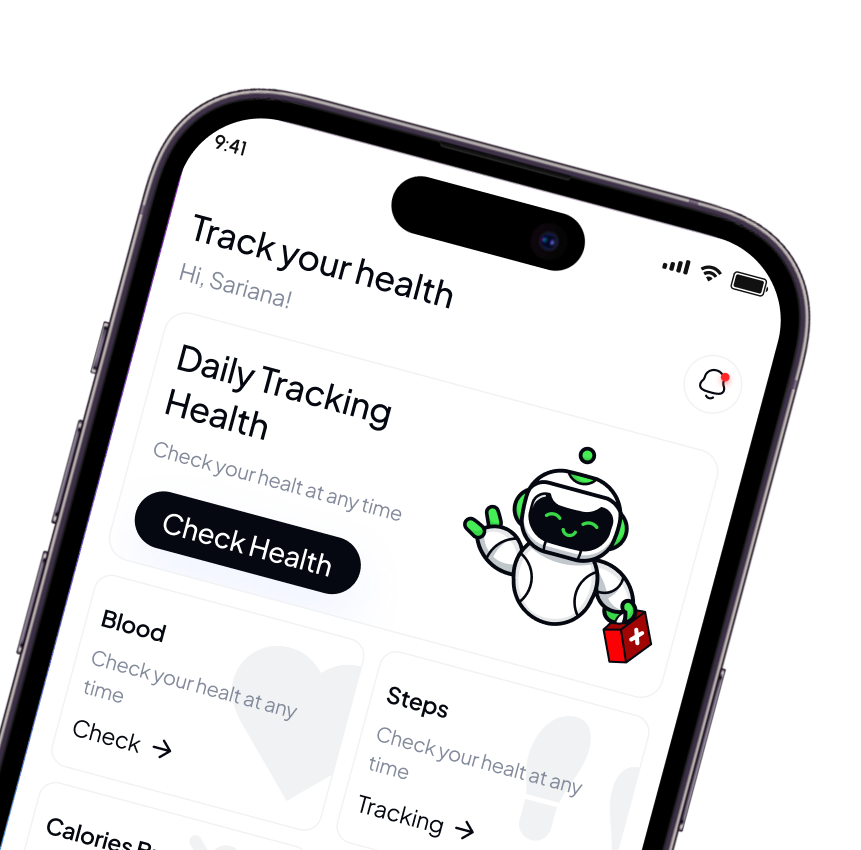 9:41
Track your health
Hi, Sariana!
Daily Tracking
Health
Check your healt at any time
Check Health
Blood
Check your healt at any
time
Check →
Steps
Check your healt at any
time
Tracking →
Calories